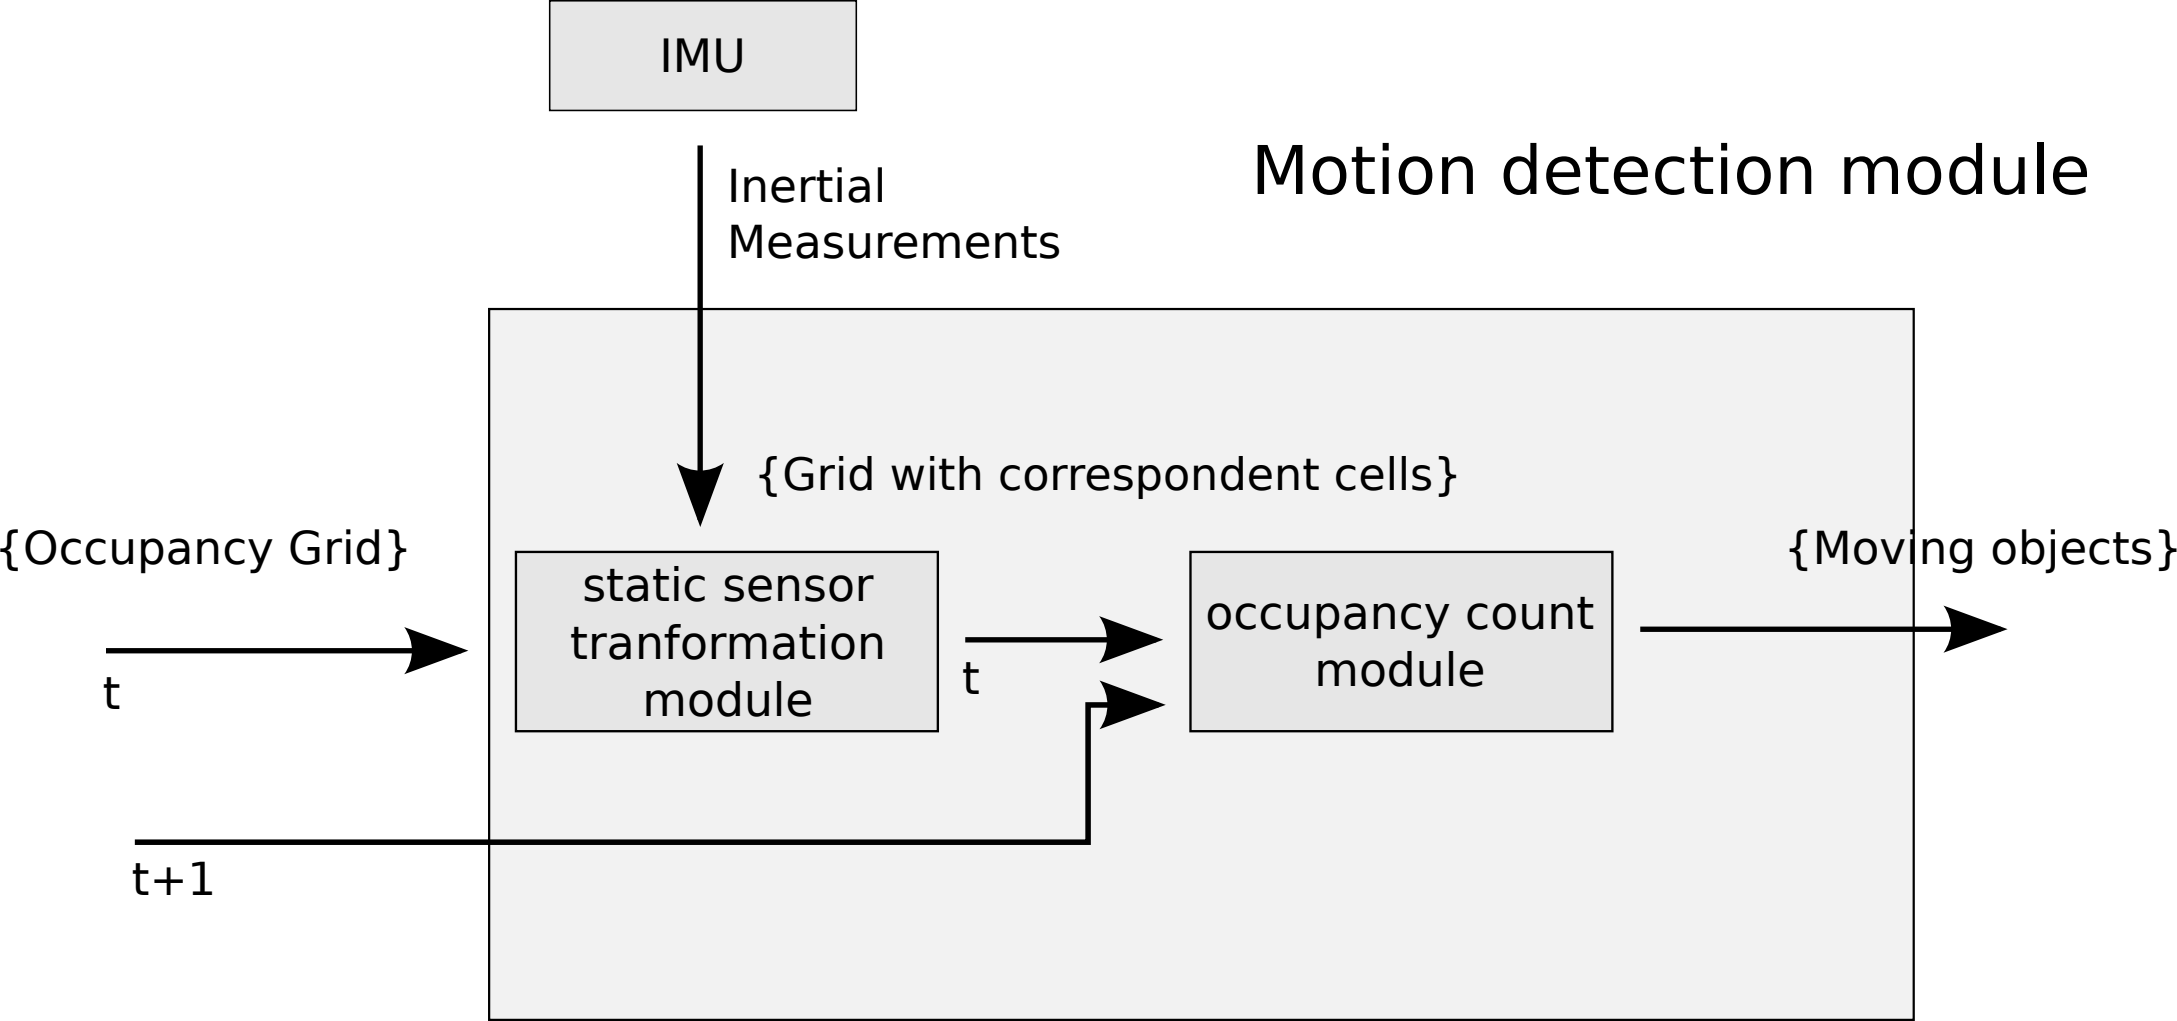 IMU
Motion detection module
Inertial
Measurements
{Grid with correspondent cells}
{Occupancy Grid}
{Moving objects}
static sensor
tranformation
module
occupancy count
module
t
t
t+1